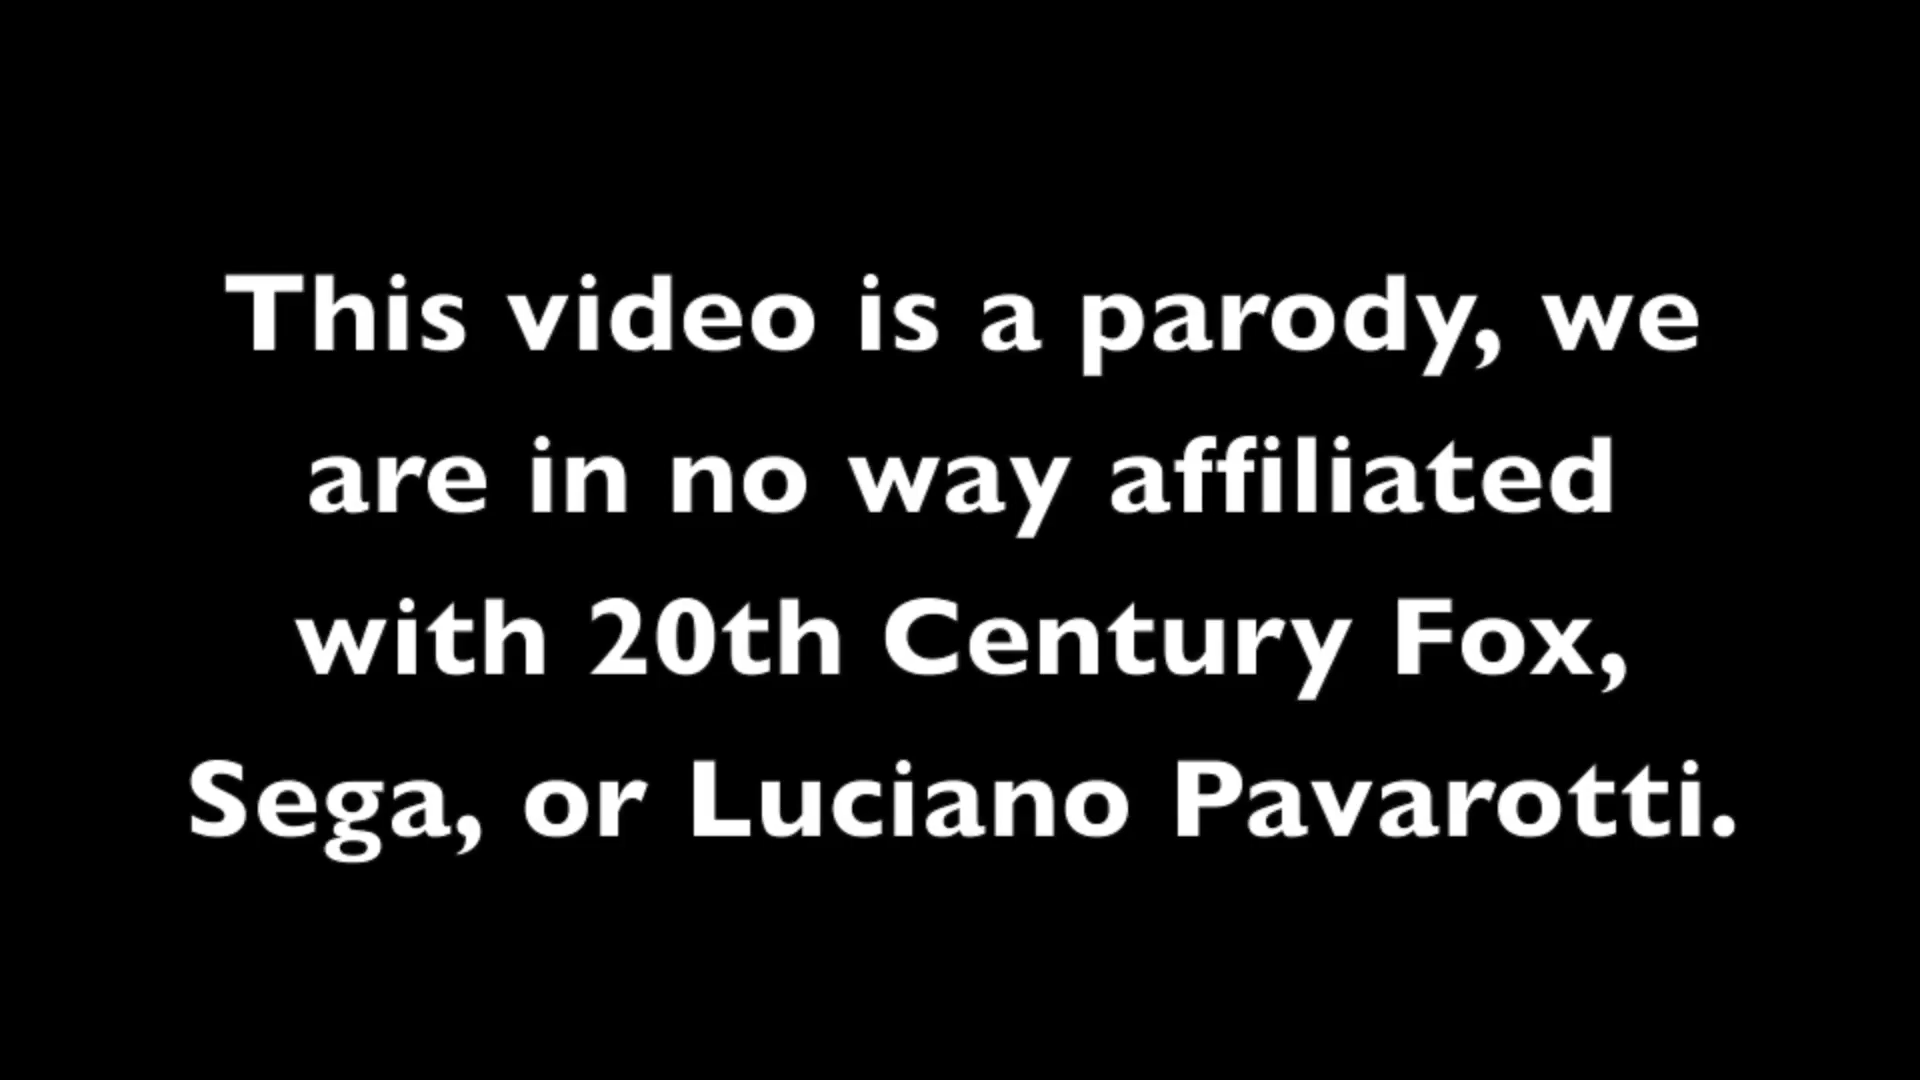 This video is a parody, we
are in no way affiliated
with 20th Century Fox,
Sega, or Luciano Pavarotti.